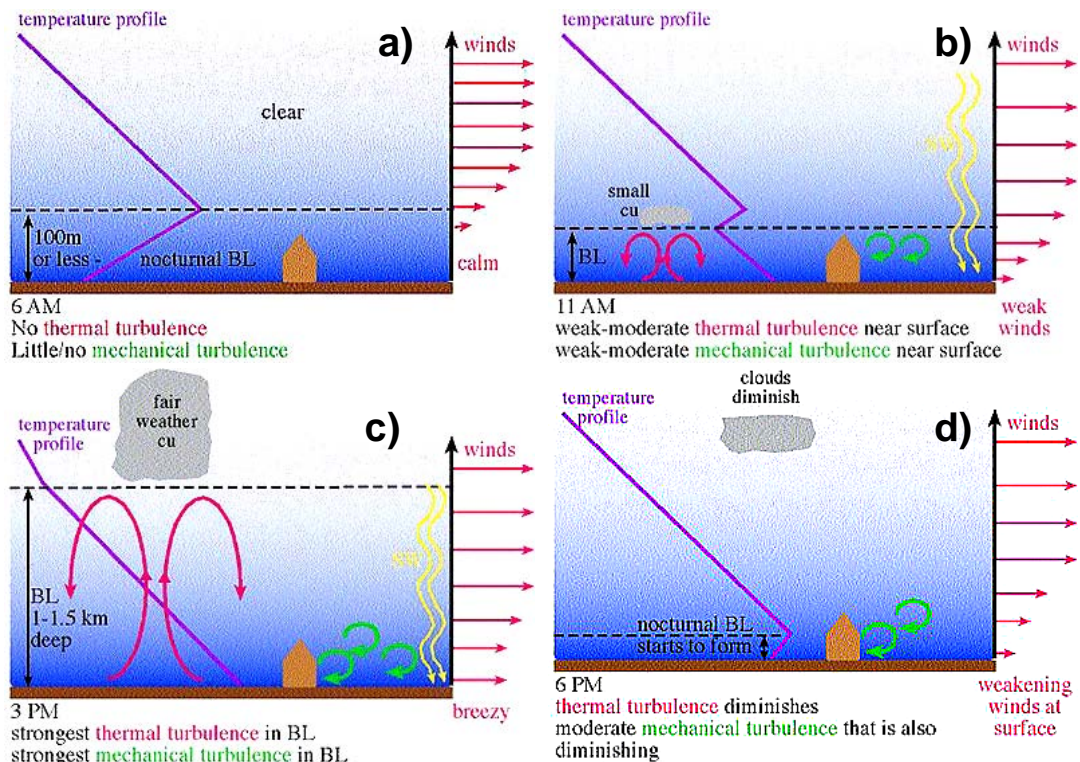 temperature profile
a)
winds
clear
100m
or less -
nocturnal BL
calm
6 AM
No thermal turbulence
Little/no mechanical turbulence
temperature profile
b)
winds
SW
small
cu
BL
11 AM
weak-moderate thermal turbulence near surface
weak-moderate mechanical turbulence near surface
weak
winds
temperature
profile
fair
weather
cu
c)
winds
SW
BL
1-1.5 km
deep
breezy
3 PM
strongest thermal turbulence in BL
strongest mechanical turbulence in BL
clouds
diminish
temperature
profile
d)
winds
nocturnal BL
starts to form
6 PM
thermal turbulence diminishes
moderate mechanical turbulence that is also
diminishing
weakening
winds at
surface